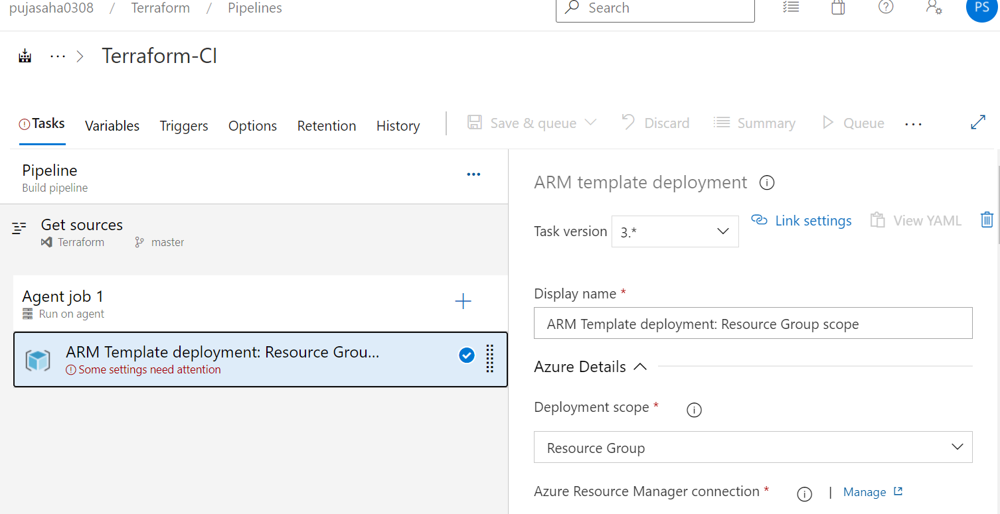 pujasaha0308 / Terraform / Pipelines
Search
PS
... > Terraform-CI
Tasks Variables Triggers Options Retention History Save & queue Discard Summary Queue ...
Pipeline
Build pipeline
Get sources
Terraform master
Agent job 1
Run on agent
ARM Template deployment: Resource Grou...
Some settings need attention
ARM template deployment
Task version 3.* Link settings View YAML
Display name *
ARM Template deployment: Resource Group scope
Azure Details
Deployment scope *
Resource Group
Azure Resource Manager connection * | Manage